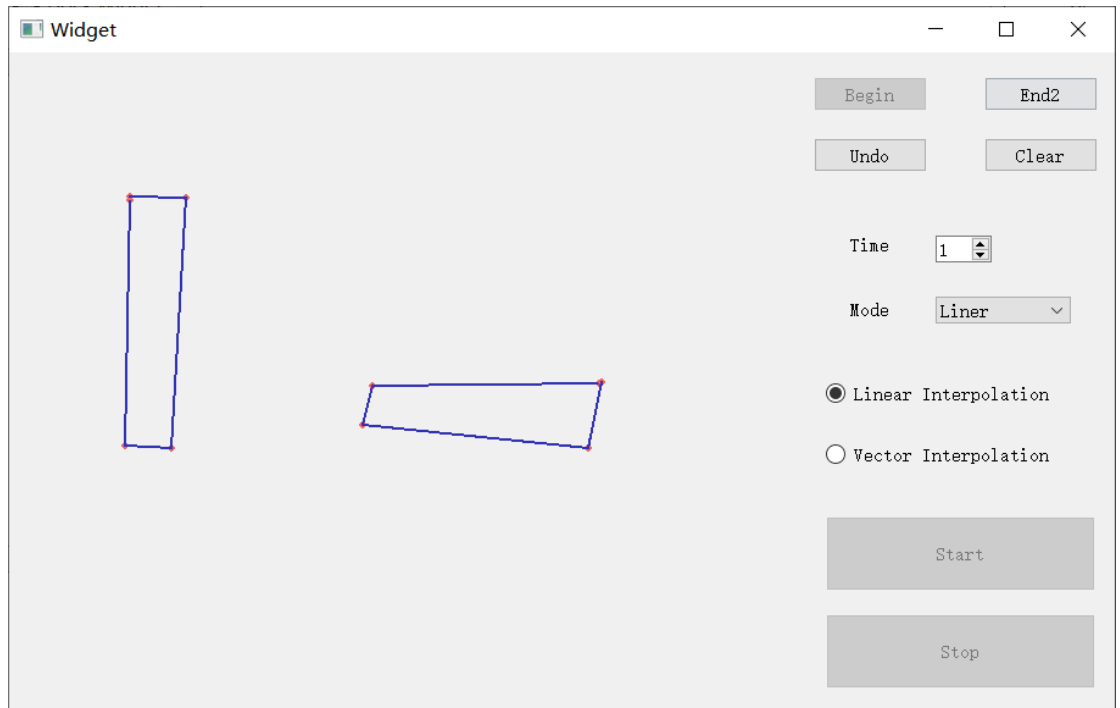 Widget
Begin
End2
Undo
Clear
Time
1
Mode
Liner
Linear Interpolation
Vector Interpolation
Start
Stop